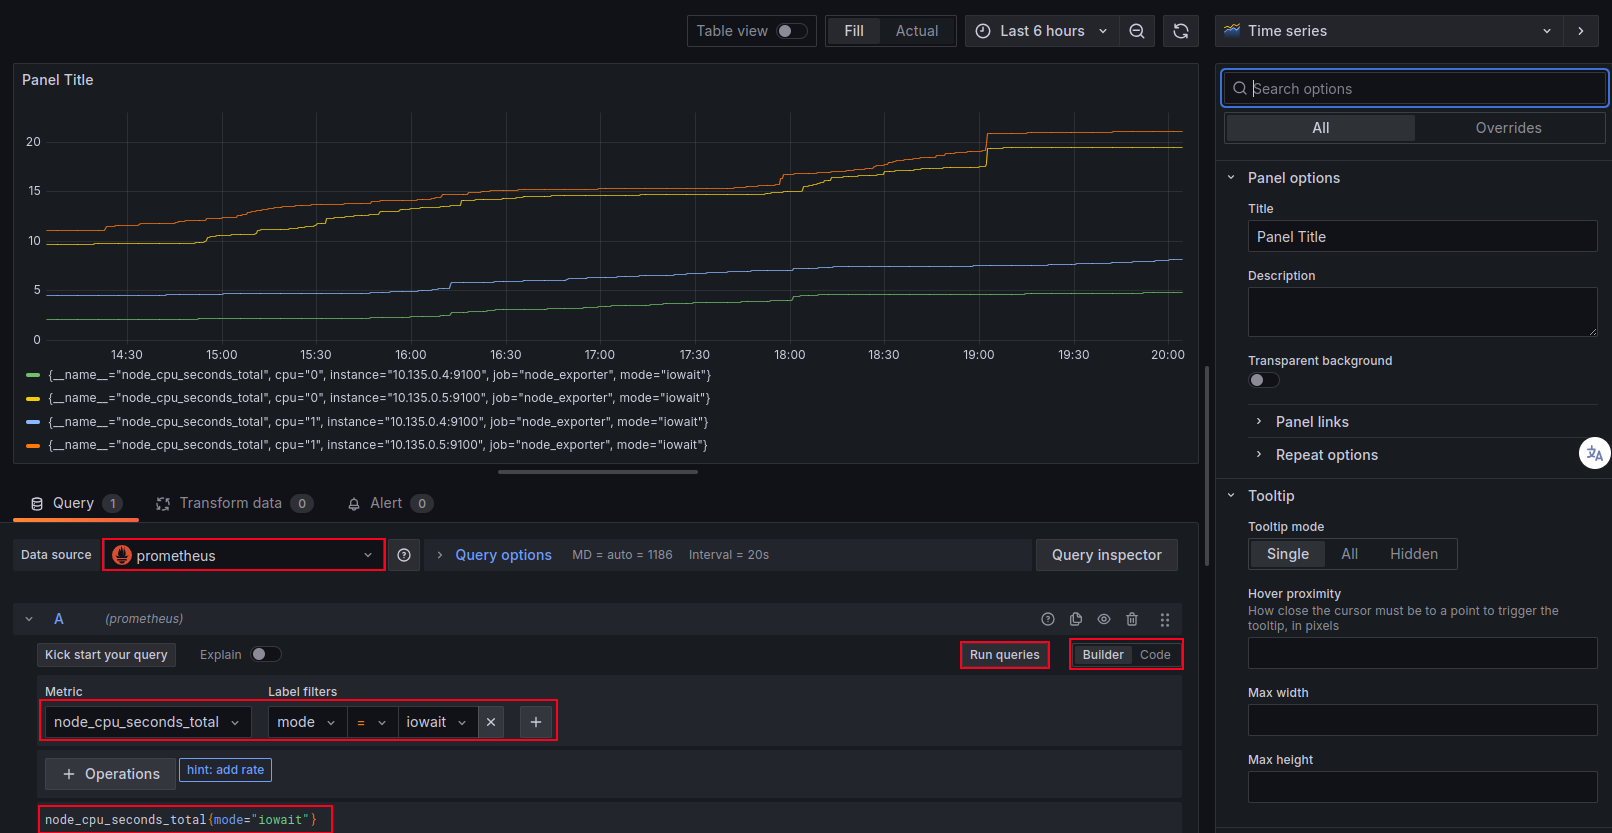 Table view
Fill
Actual
Last 6 hours
Time series
Panel Title
20
15
10
5
0
14:30
15:00
15:30
16:00
16:30
17:00
17:30
18:00
18:30
19:00
19:30
20:00
{__name__="node_cpu_seconds_total", cpu="0", instance="10.135.0.4:9100", job="node_exporter", mode="iowait"}
{__name__="node_cpu_seconds_total", cpu="0", instance="10.135.0.5:9100", job="node_exporter", mode="iowait"}
{__name__="node_cpu_seconds_total", cpu="1", instance="10.135.0.4:9100", job="node_exporter", mode="iowait"}
{__name__="node_cpu_seconds_total", cpu="1", instance="10.135.0.5:9100", job="node_exporter", mode="iowait"}
Query 1
Transform data 0
Alert 0
Data source
prometheus
Query options
MD = auto = 1186
Interval = 20s
Query inspector
A
(prometheus)
Kick start your query
Explain
Run queries
Builder
Code
Metric
Label filters
node_cpu_seconds_total
mode
=
iowait
+ Operations
hint: add rate
node_cpu_seconds_total{mode="iowait"}
Search options
All
Overrides
Panel options
Title
Panel Title
Description
Transparent background
Panel links
Repeat options
Tooltip
Tooltip mode
Single
All
Hidden
Hover proximity
How close the cursor must be to a point to trigger the
tooltip, in pixels
Max width
Max height